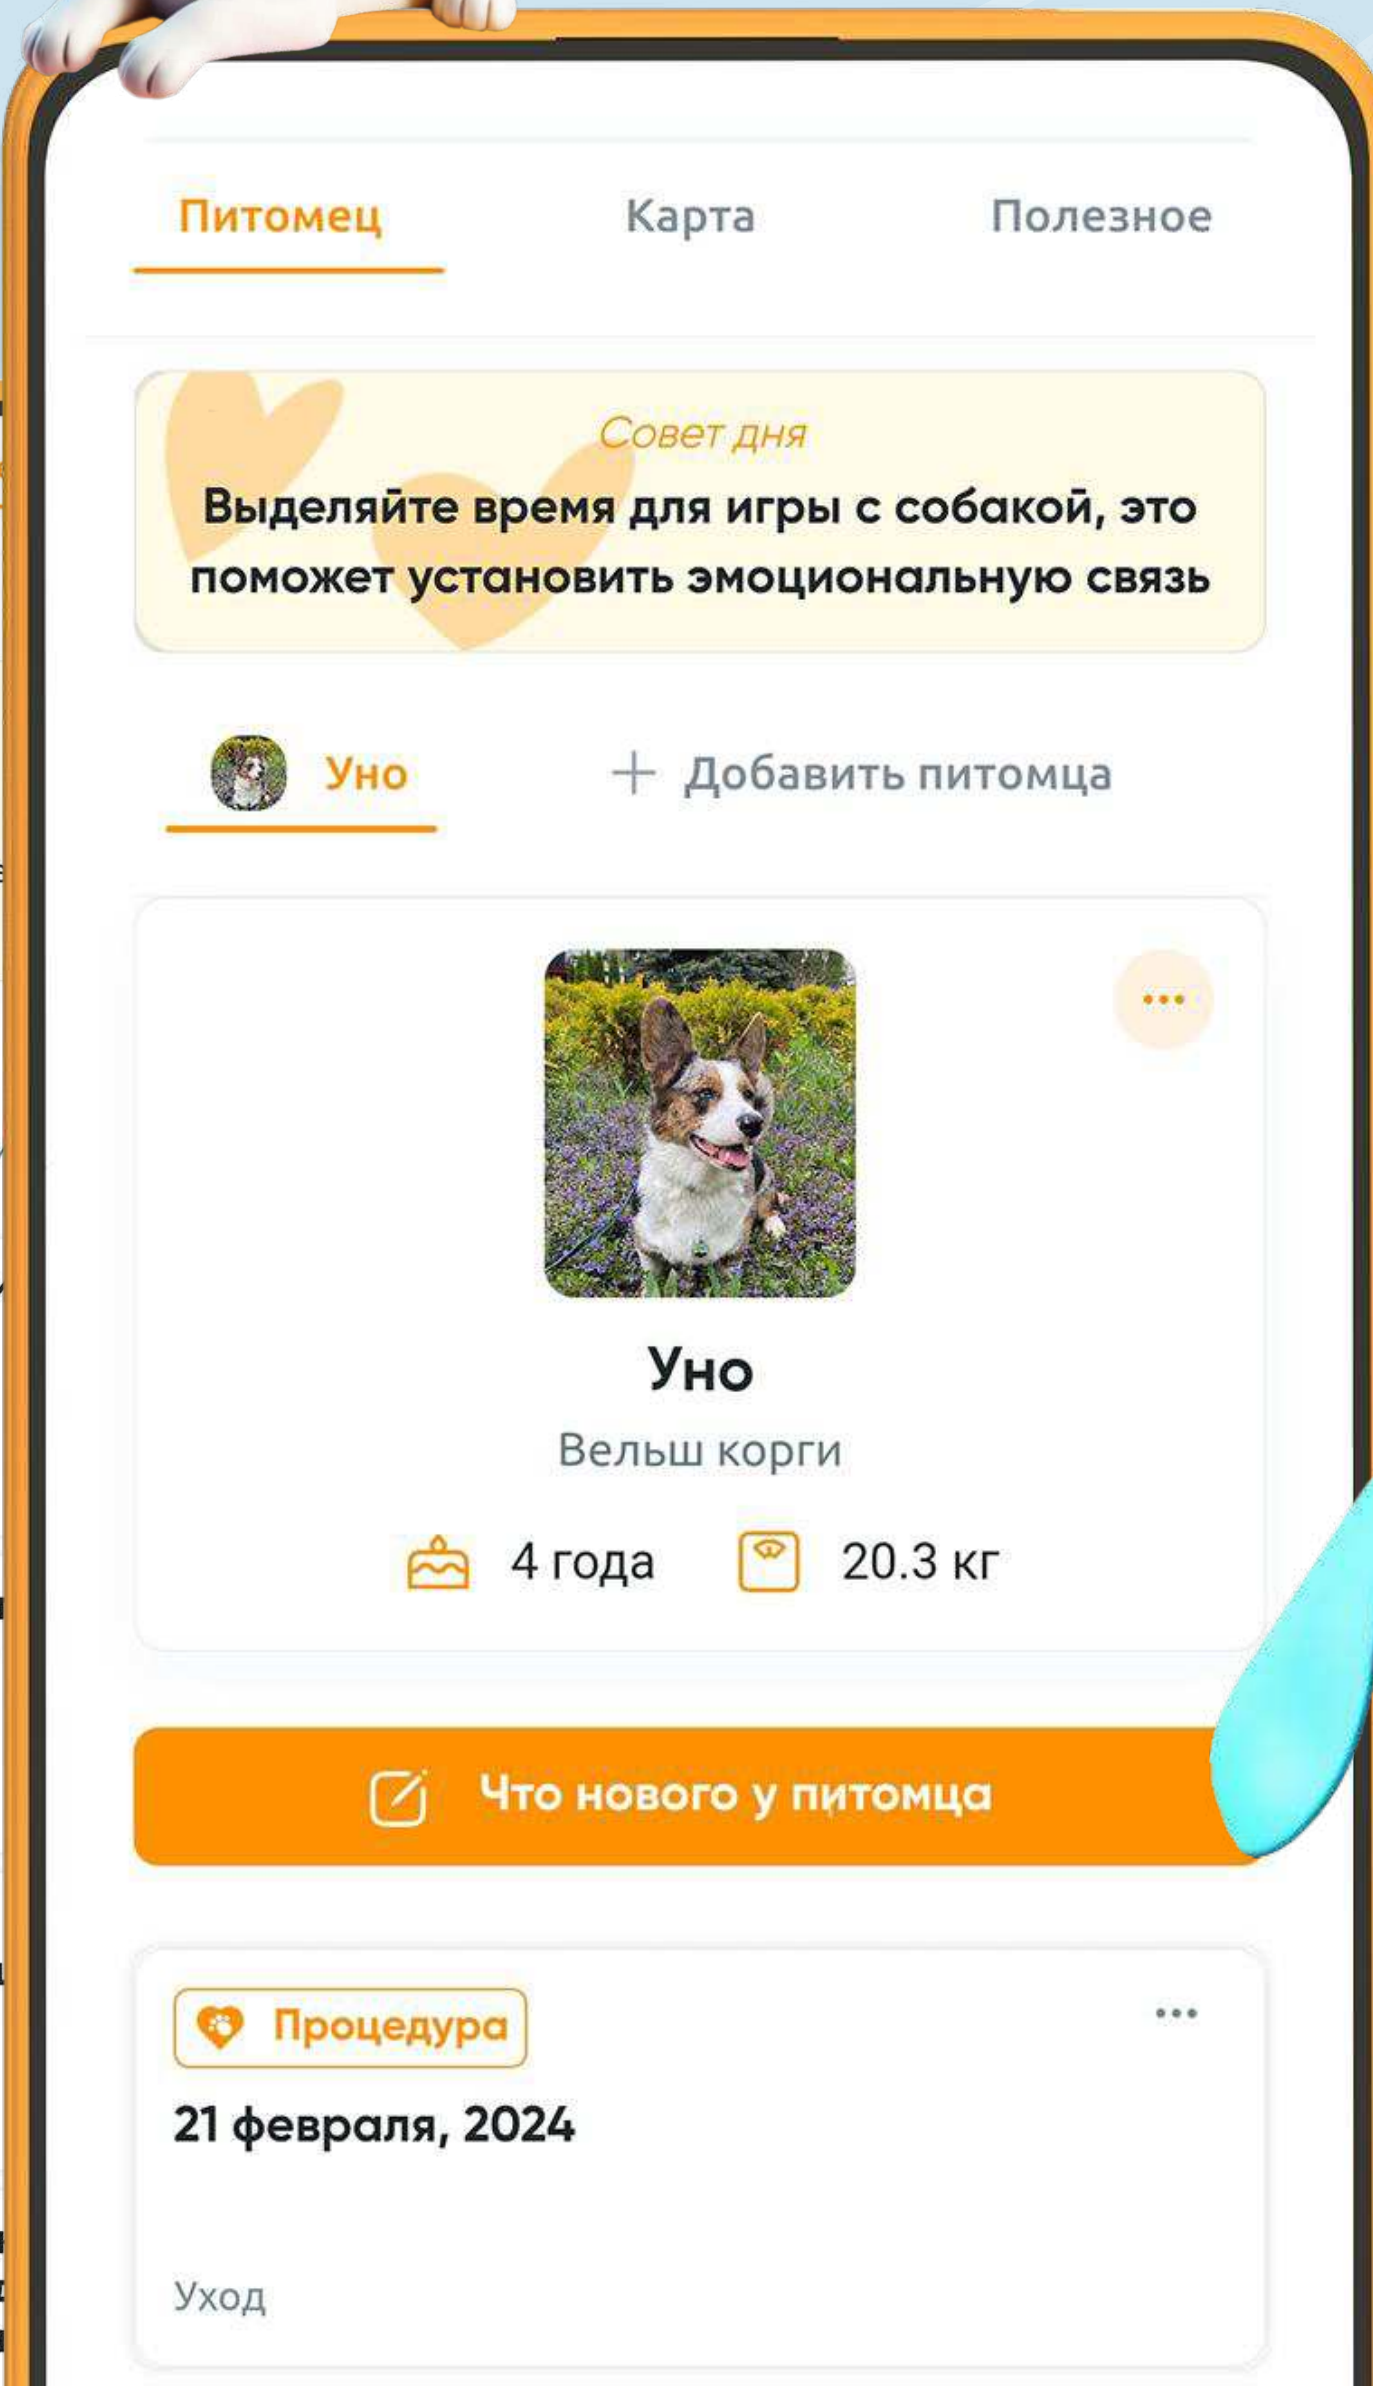 Питомец
Карта
Полезное
Совет дня
Выделяйте время для игры с собакой, это
поможет установить эмоциональную связь
Уно
+ Добавить питомца
Уно
Вельш корги
4 года
20.3 кг
Что нового у питомца
Процедура
21 февраля, 2024
Уход